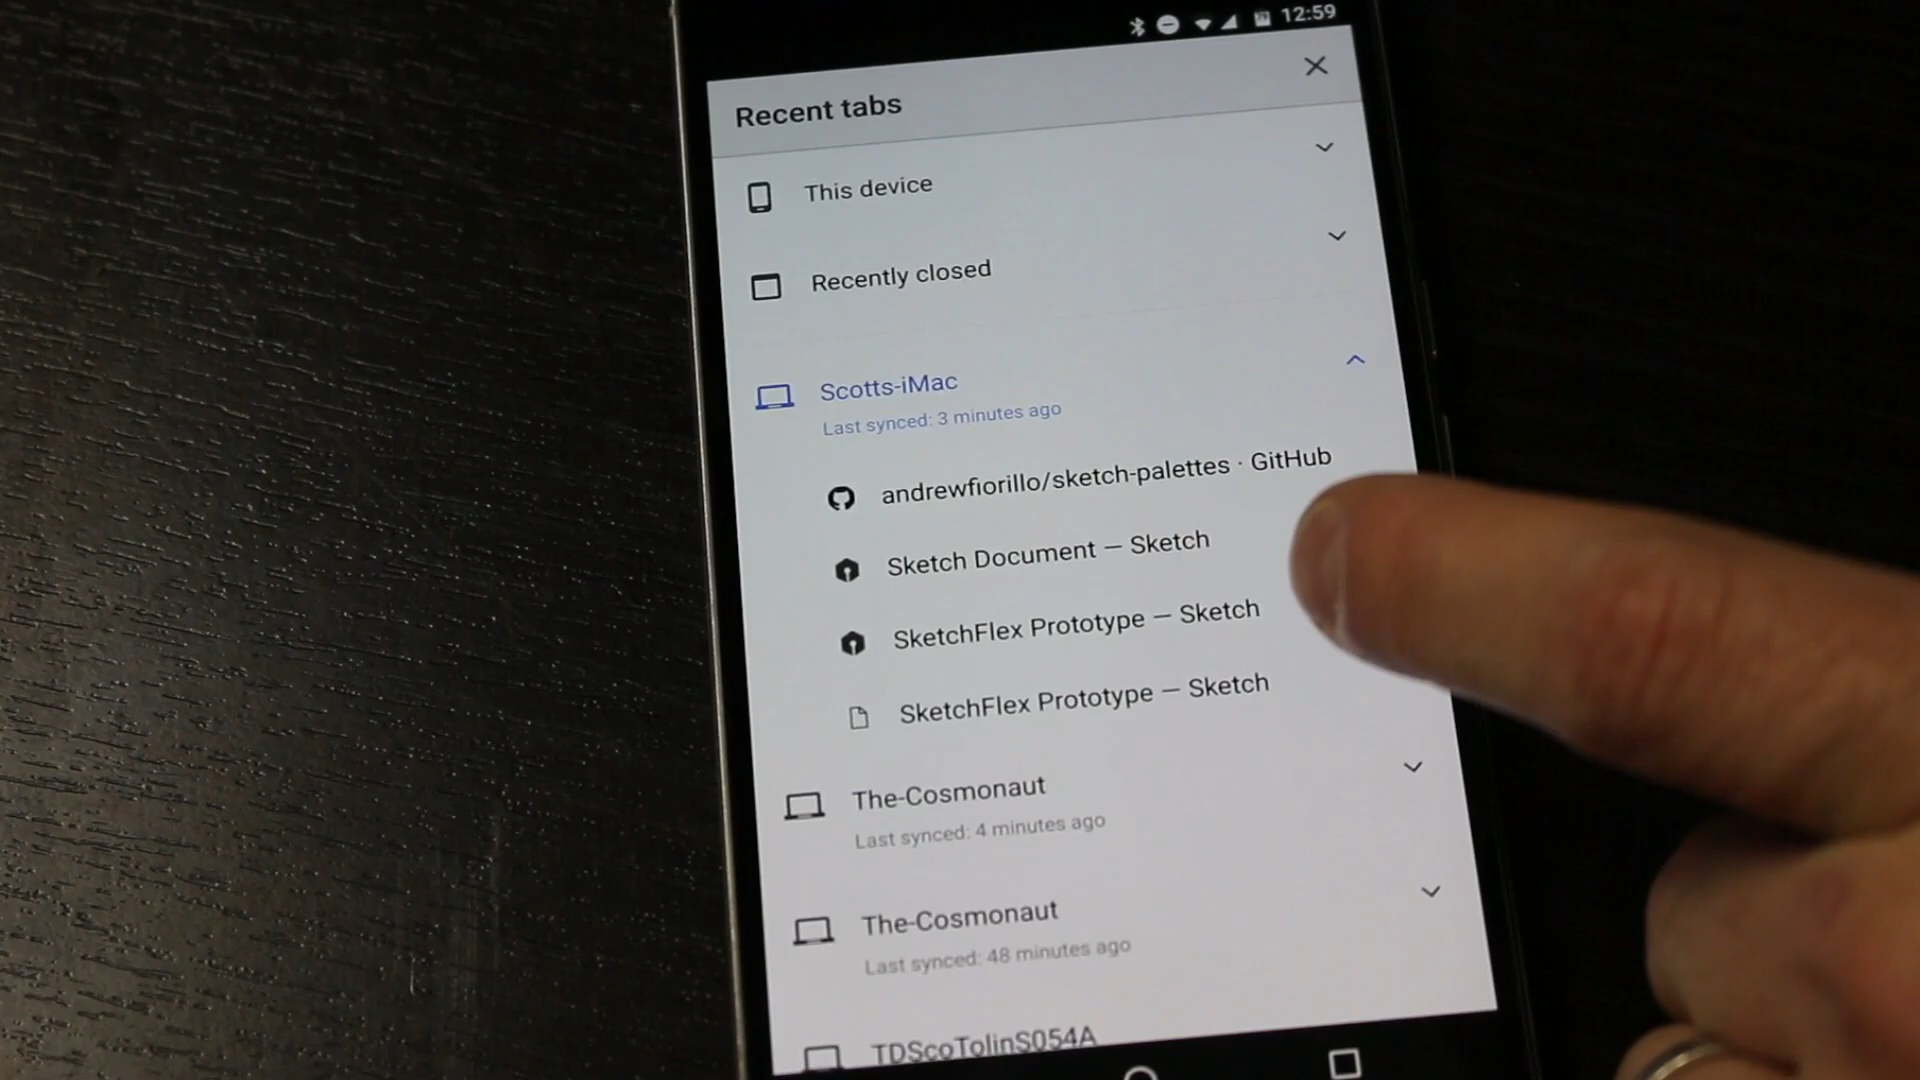 12:59
Recent tabs
This device
Recently closed
Scotts-iMac
Last synced: 3 minutes ago
andrewfiorillo/sketch-palettes · GitHub
Sketch Document — Sketch
SketchFlex Prototype — Sketch
SketchFlex Prototype — Sketch
The-Cosmonaut
Last synced: 4 minutes ago
The-Cosmonaut
Last synced: 48 minutes ago
TDScoTolinS054A